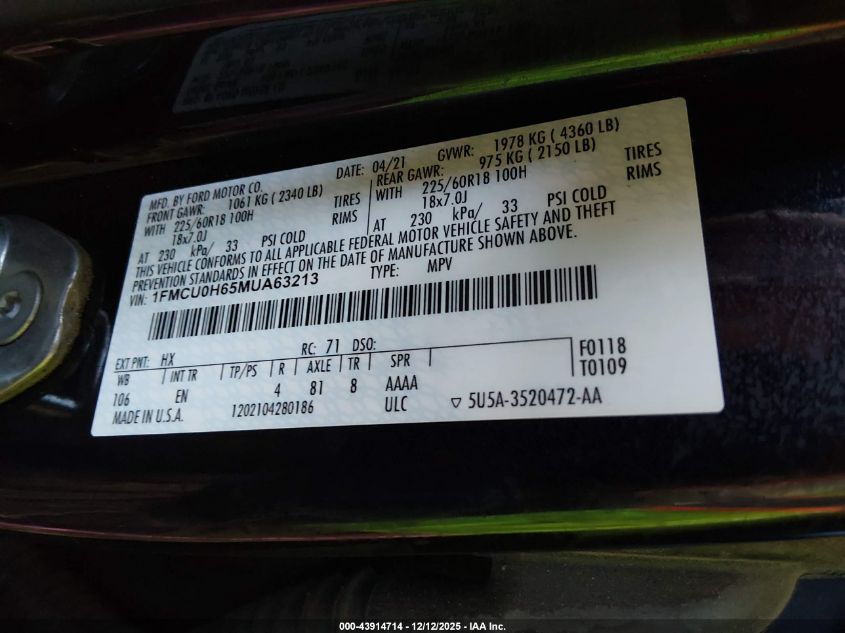 MFD. BY FORD MOTOR CO. DATE: 04/21 GVWR: 1978 KG ( 4360 LB)
FRONT GAWR: 1061 KG ( 2340 LB) REAR GAWR: 975 KG ( 2150 LB)
WITH 225/60R18 100H TIRES WITH 225/60R18 100H TIRES
18x7.0J RIMS 18x7.0J RIMS
AT 230 kPa/ 33 PSI COLD AT 230 kPa/ 33 PSI COLD
THIS VEHICLE CONFORMS TO ALL APPLICABLE FEDERAL MOTOR VEHICLE SAFETY AND THEFT
PREVENTION STANDARDS IN EFFECT ON THE DATE OF MANUFACTURE SHOWN ABOVE.
VIN: 1FMCU0H65MUA63213 TYPE: MPV
EXT PNT: HX RC: 71 DSO: F0118
WB INT TR TP/PS R AXLE TR SPR T0109
106 EN 4 81 8 AAAA
MADE IN U.S.A. 1202104280186 ULC ▽ 5U5A-3520472-AA
000-43914714 - 12/12/2025 - IAA Inc.